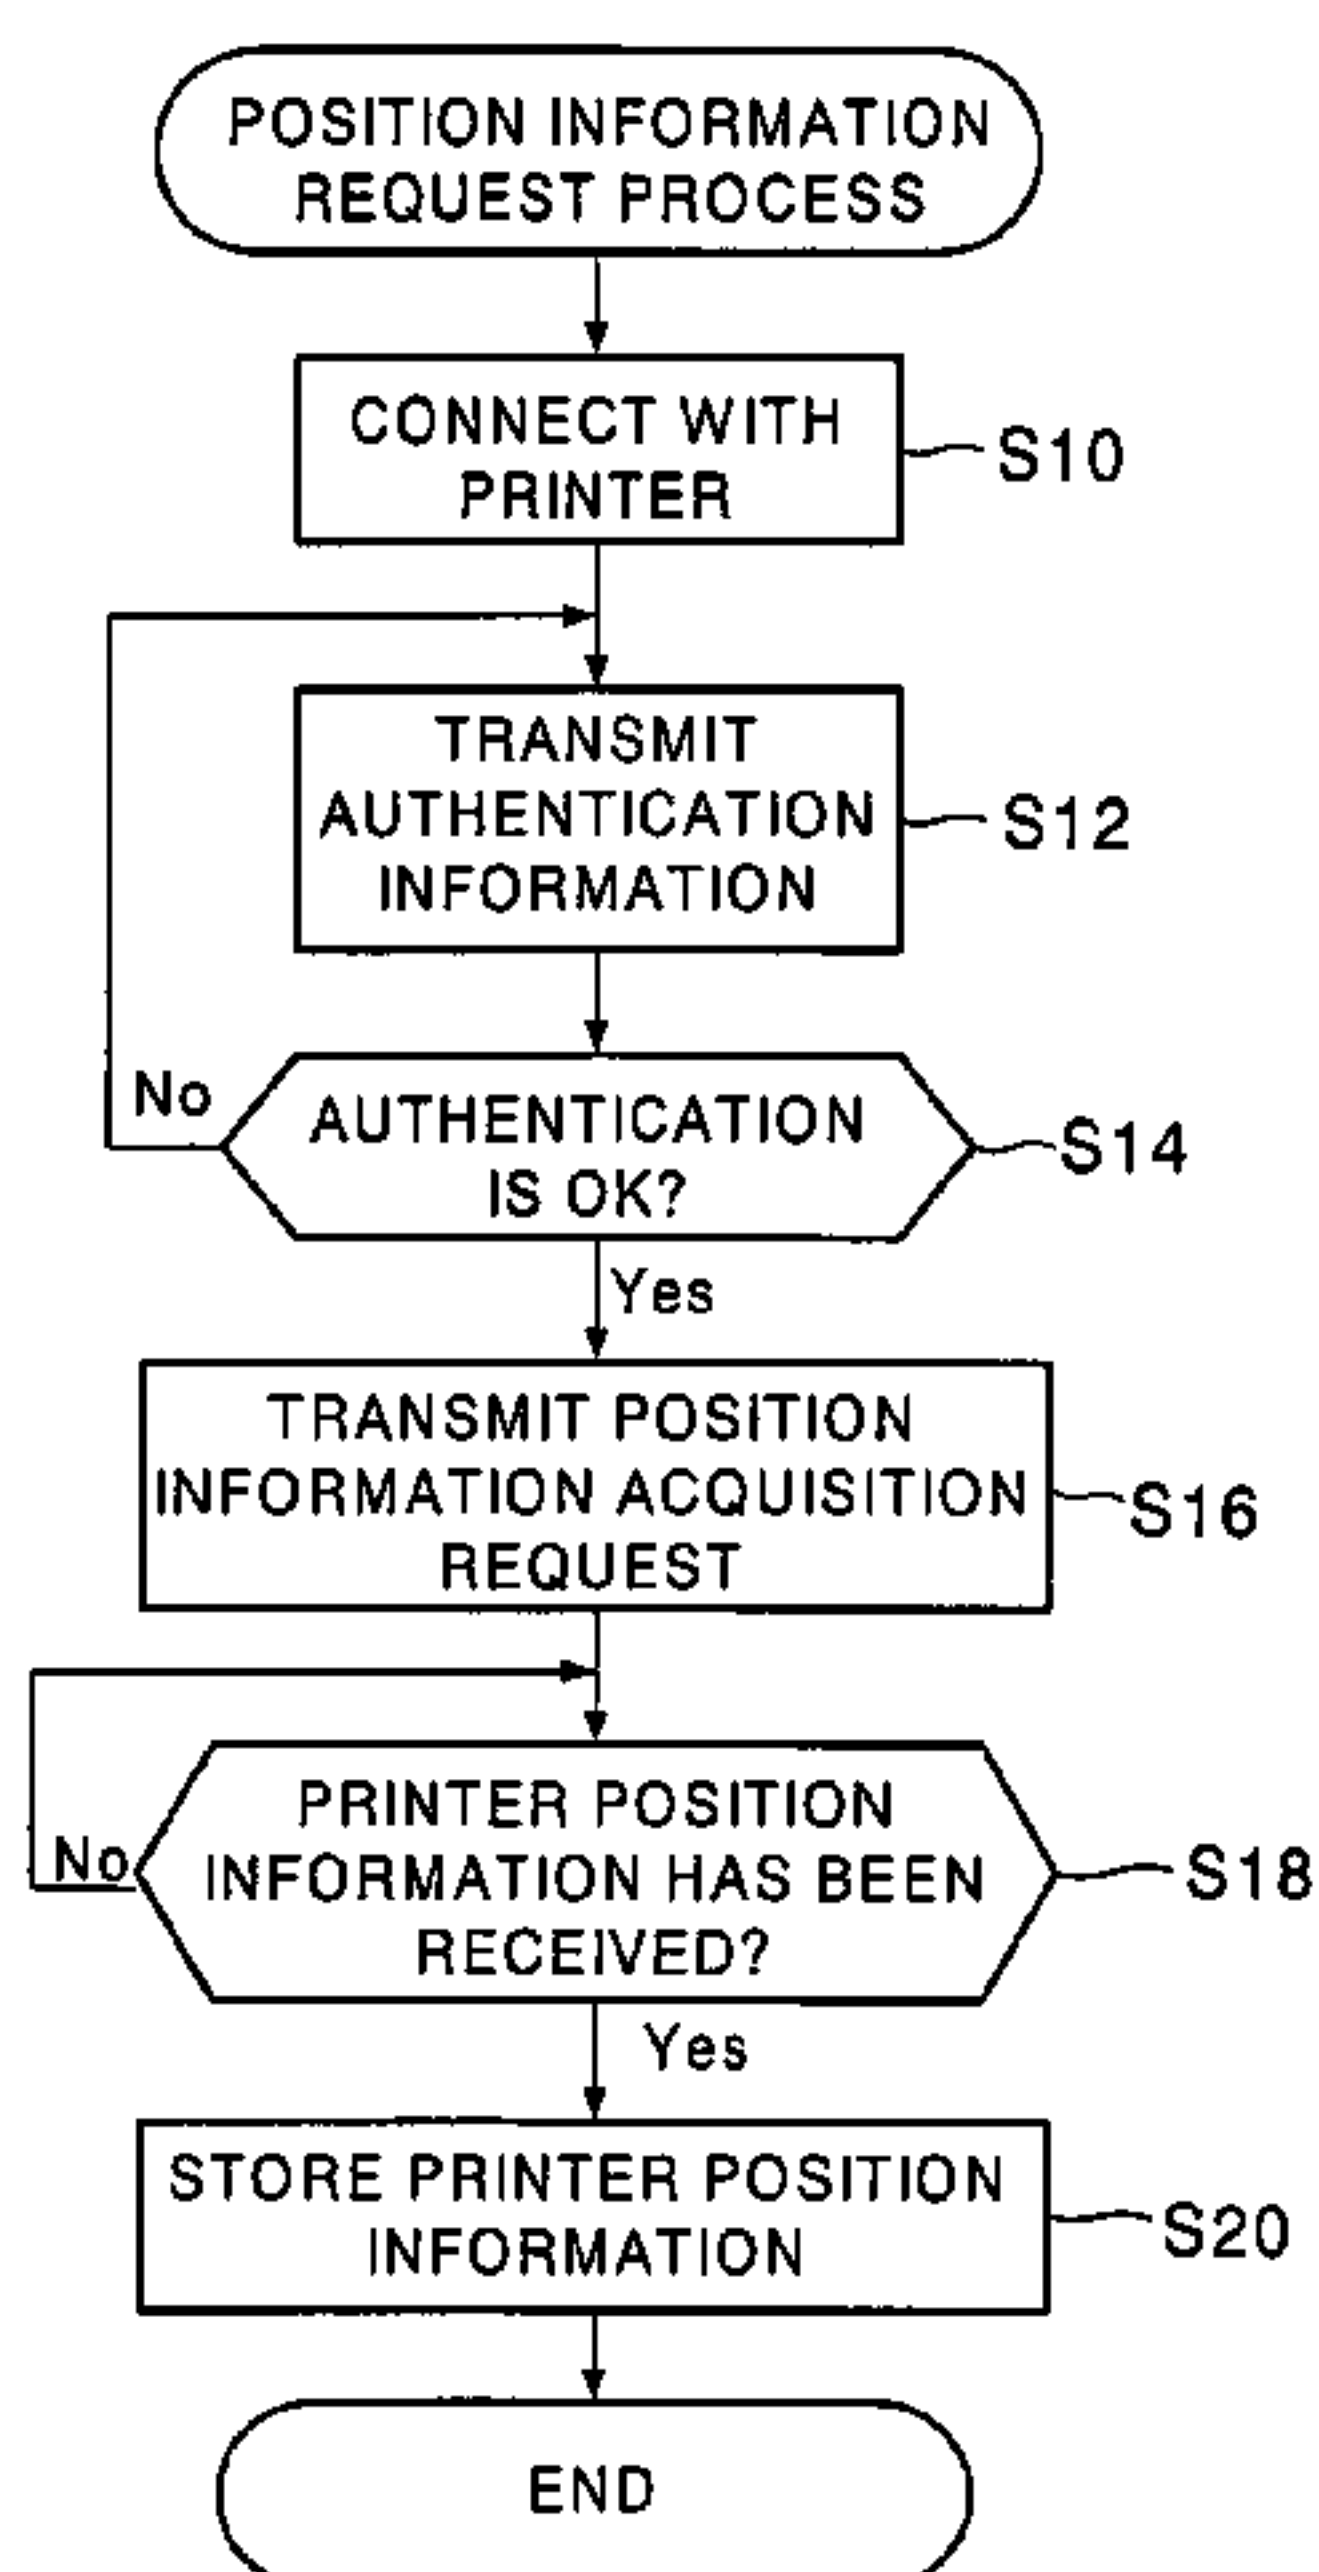 POSITION INFORMATION
REQUEST PROCESS
CONNECT WITH
PRINTER
S10
TRANSMIT
AUTHENTICATION
INFORMATION
S12
No
AUTHENTICATION
IS OK?
S14
Yes
TRANSMIT POSITION
INFORMATION ACQUISITION
REQUEST
S16
PRINTER POSITION
INFORMATION HAS BEEN
RECEIVED?
No
S18
Yes
STORE PRINTER POSITION
INFORMATION
S20
END